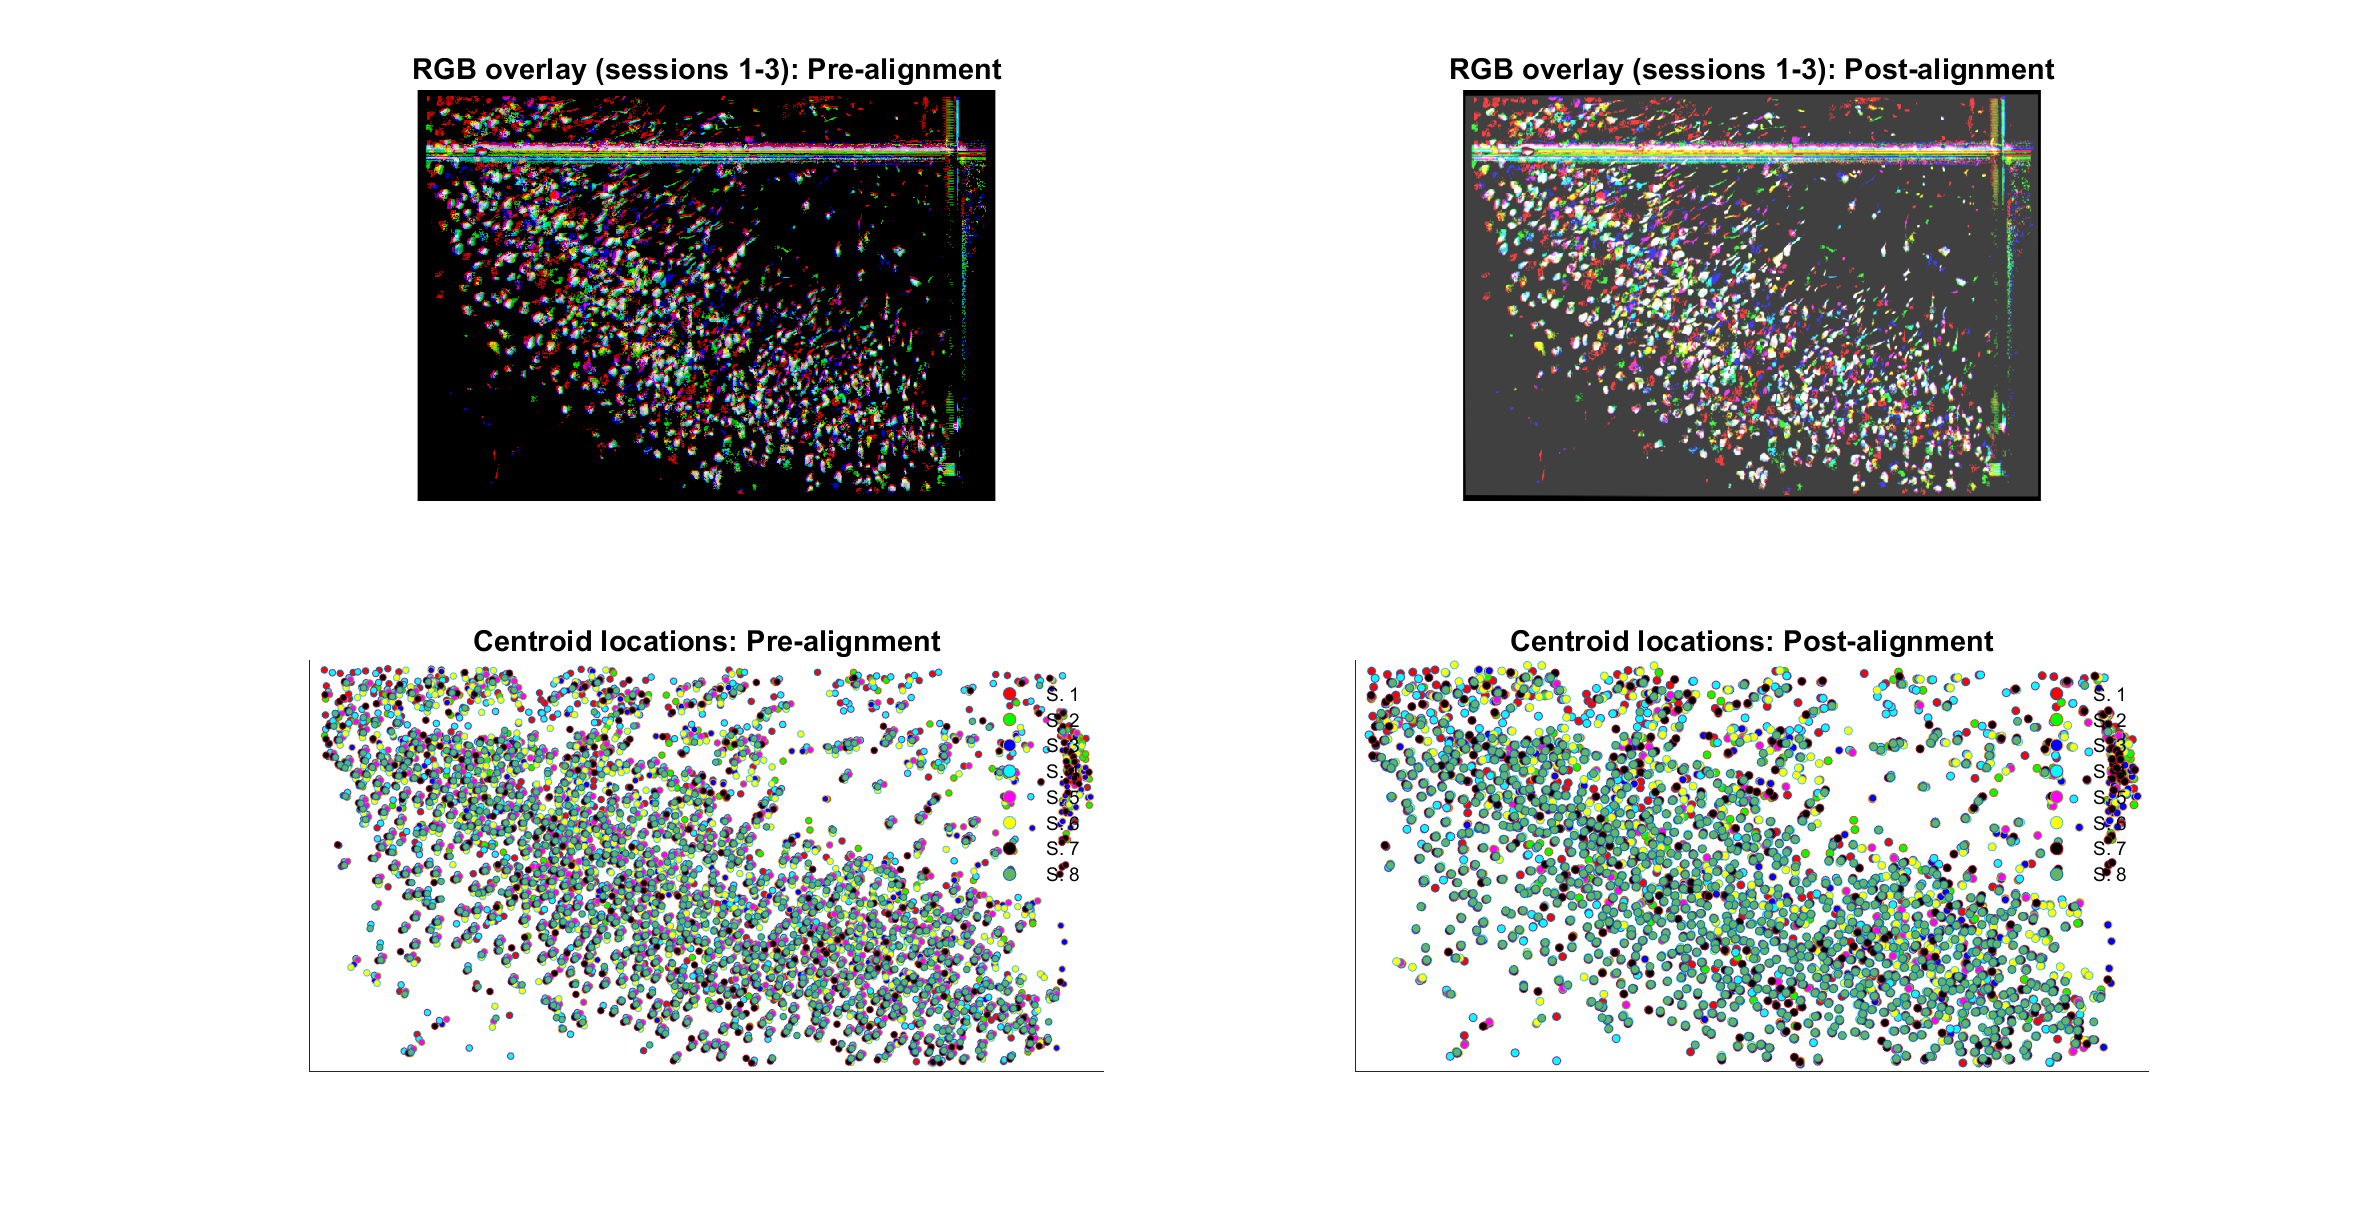 RGB overlay (sessions 1-3): Pre-alignment
RGB overlay (sessions 1-3): Post-alignment
Centroid locations: Pre-alignment
S. 1
S. 2
S. 3
S.
S. 5
S. 6
S. 7
S. 8
Centroid locations: Post-alignment
S. 1
S. 2
S. 3
S.
S. 5
S. 6
S. 7
S. 8